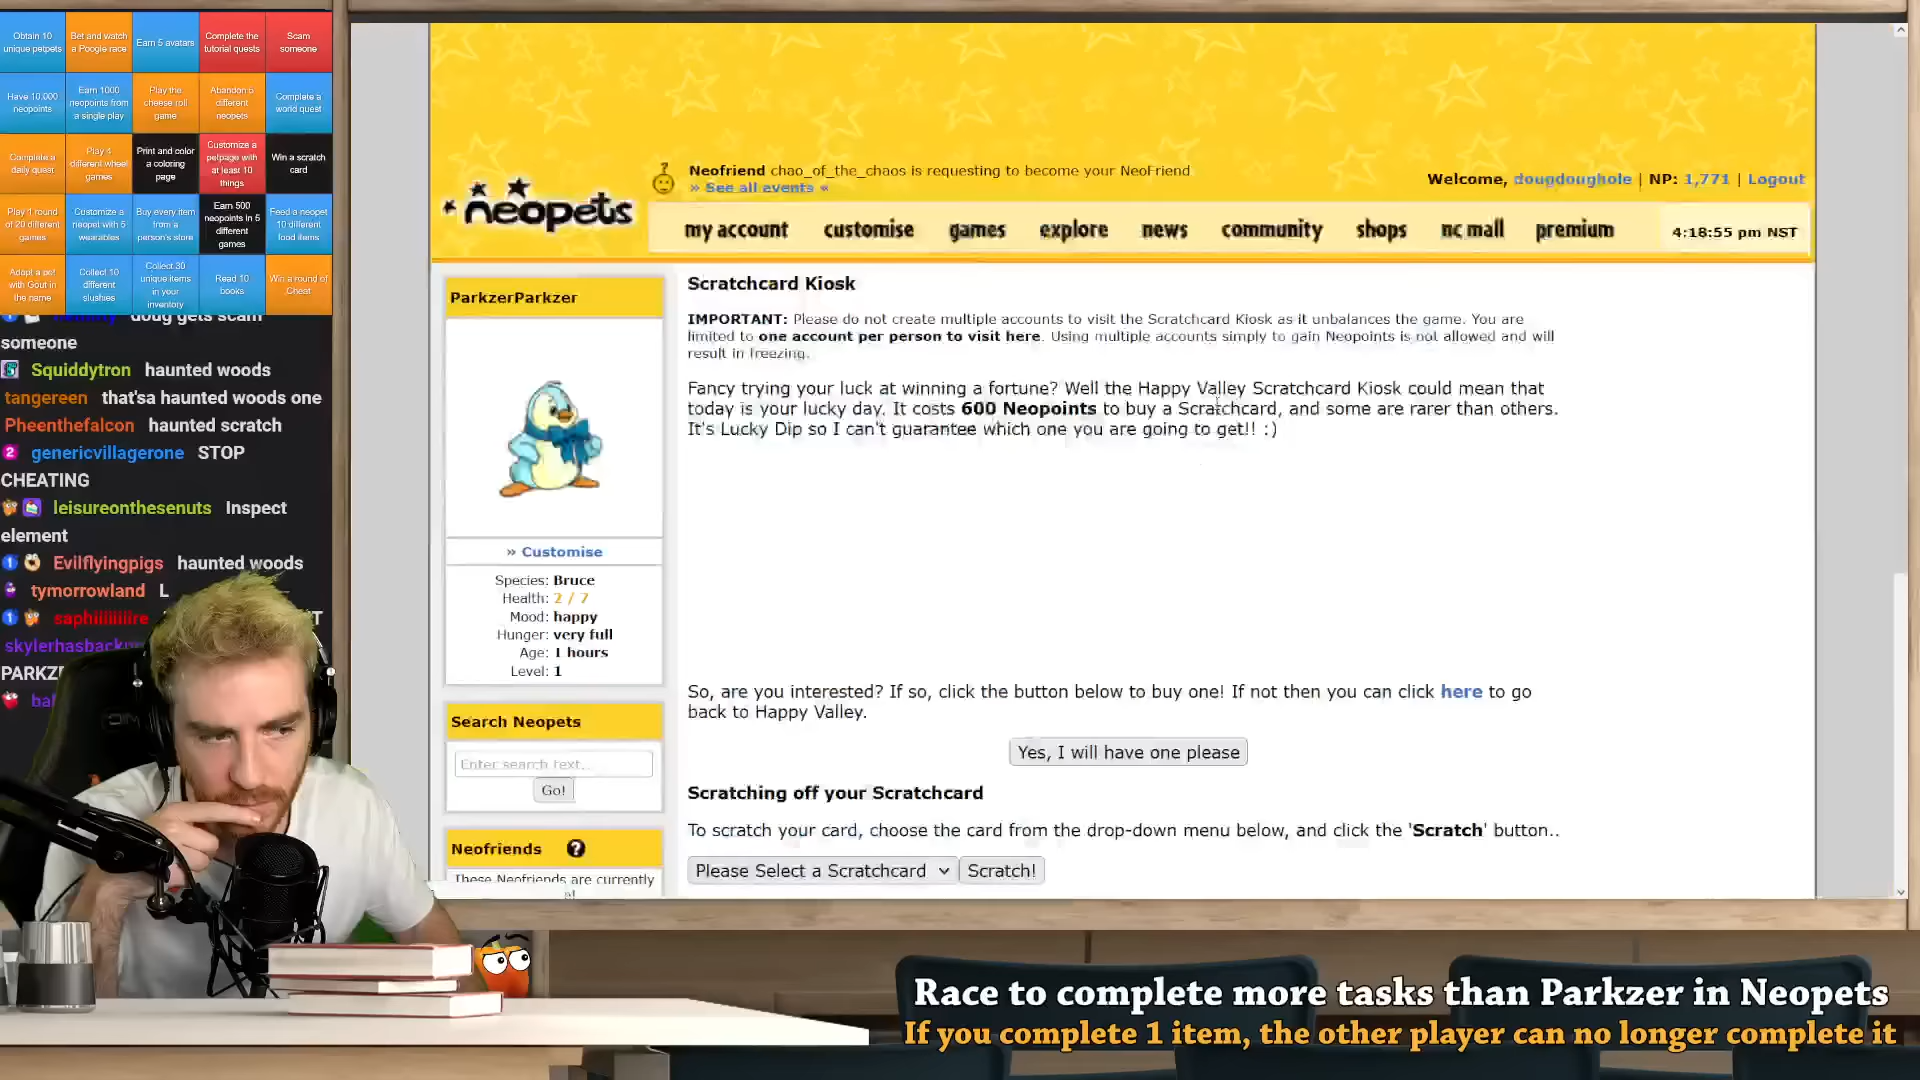 Obtain 10
unique petpets
Bet and watch
a Poogle race
Earn 5 avatars
Complete the
tutorial quests
Scam
someone
Have 10,000
neopoints
Earn 1000
neopoints from
a single play
Play the
cheese roll
game
Abandon 5
different
neopets
Complete a
world quest
Complete a
daily quest
Play 4
different wheel
games
Print and color
a coloring
page
Customize a
petpage with
at least 10
things
Win a scratch
card
Play 1 round
of 20 different
games
Customize a
neopet with 5
wearables
Buy every item
from a
person's store
Earn 500
neopoints in 5
different
games
Feed a neopet
10 different
food items
Adopt a pet
with Gout in
the name
Collect 10
different
slushies
Collect 30
unique items
in your
inventory
Read 10
books
Win a round of
Cheat
doug gets scam
someone
Squiddytron haunted woods
tangereen that'sa haunted woods one
Pheenthefalcon haunted scratch
2 genericvillagerone STOP
CHEATING
leisureonthesenuts Inspect
element
Evilflyingpigs haunted woods
tymorrowland L
saphiiiiiiiire
skylerhasback
PARKZE
bal
Neofriend chao_of_the_chaos is requesting to become your NeoFriend
» See all events «
Welcome, dougdoughole | NP: 1,771 | Logout
neopets
my account customise games explore news community shops nc mall premium
4:18:55 pm NST
ParkzerParkzer
» Customise
Species: Bruce
Health: 2 / 7
Mood: happy
Hunger: very full
Age: 1 hours
Level: 1
Search Neopets
Enter search text...
Go!
Neofriends ?
These Neofriends are currently
Scratchcard Kiosk
IMPORTANT: Please do not create multiple accounts to visit the Scratchcard Kiosk as it unbalances the game. You are
limited to one account per person to visit here. Using multiple accounts simply to gain Neopoints is not allowed and will
result in freezing.
Fancy trying your luck at winning a fortune? Well the Happy Valley Scratchcard Kiosk could mean that
today is your lucky day. It costs 600 Neopoints to buy a Scratchcard, and some are rarer than others.
It's Lucky Dip so I can't guarantee which one you are going to get!! :)
So, are you interested? If so, click the button below to buy one! If not then you can click here to go
back to Happy Valley.
Yes, I will have one please
Scratching off your Scratchcard
To scratch your card, choose the card from the drop-down menu below, and click the 'Scratch' button..
Please Select a Scratchcard
Scratch!
Race to complete more tasks than Parkzer in Neopets
If you complete 1 item, the other player can no longer complete it